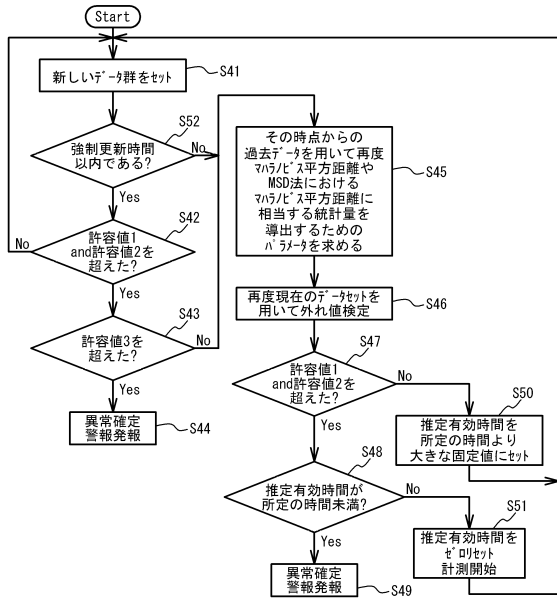 Start
新しいﾃﾞｰﾀ群をｾｯﾄ
S41
強制更新時間
以内である?
S52
No
Yes
許容値1
and許容値2を
超えた?
S42
No
Yes
許容値3を
超えた?
S43
No
Yes
異常確定
警報発報
S44
その時点からの
過去ﾃﾞｰﾀを用いて再度
ﾏﾊﾗﾉﾋﾞｽ平方距離や
MSD法における
ﾏﾊﾗﾉﾋﾞｽ平方距離に
相当する統計量を
導出するための
ﾊﾟﾗﾒｰﾀを求める
S45
再度現在のﾃﾞｰﾀｾｯﾄを
用いて外れ値検定
S46
許容値1
and許容値2を
超えた?
S47
No
Yes
推定有効時間を
所定の時間より
大きな固定値にｾｯﾄ
S50
推定有効時間が
所定の時間未満?
S48
No
Yes
推定有効時間を
ｾﾞﾛﾘｾｯﾄ
計測開始
S51
異常確定
警報発報
S49